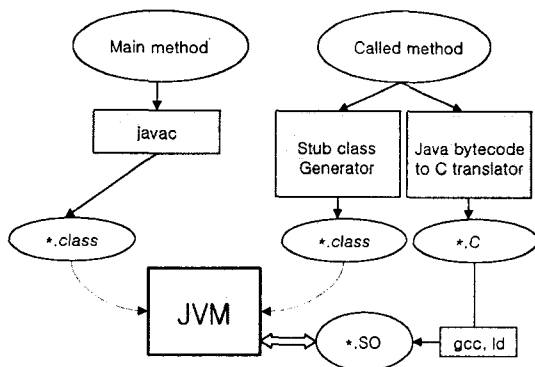 Main method
Called method
javac
Stub class
Generator
Java bytecode
to C translator
*.class
*.class
*.C
JVM
*.SO
gcc, ld